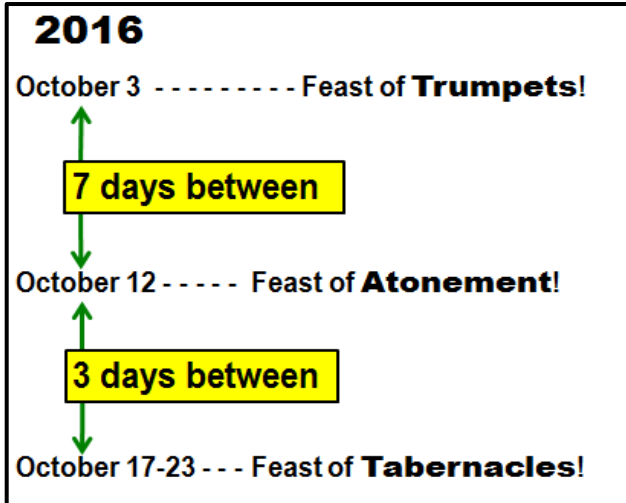 2016
October 3 - - - - - - - - - Feast of Trumpets!
7 days between
October 12 - - - - - Feast of Atonement!
3 days between
October 17-23 - - - Feast of Tabernacles!